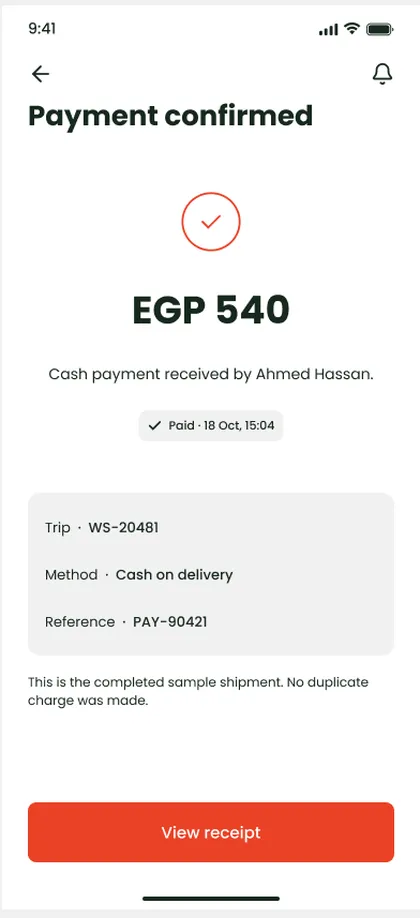 9:41
Payment confirmed
EGP 540
Cash payment received by Ahmed Hassan.
Paid · 18 Oct, 15:04
Trip · WS-20481
Method · Cash on delivery
Reference · PAY-90421
This is the completed sample shipment. No duplicate
charge was made.
View receipt